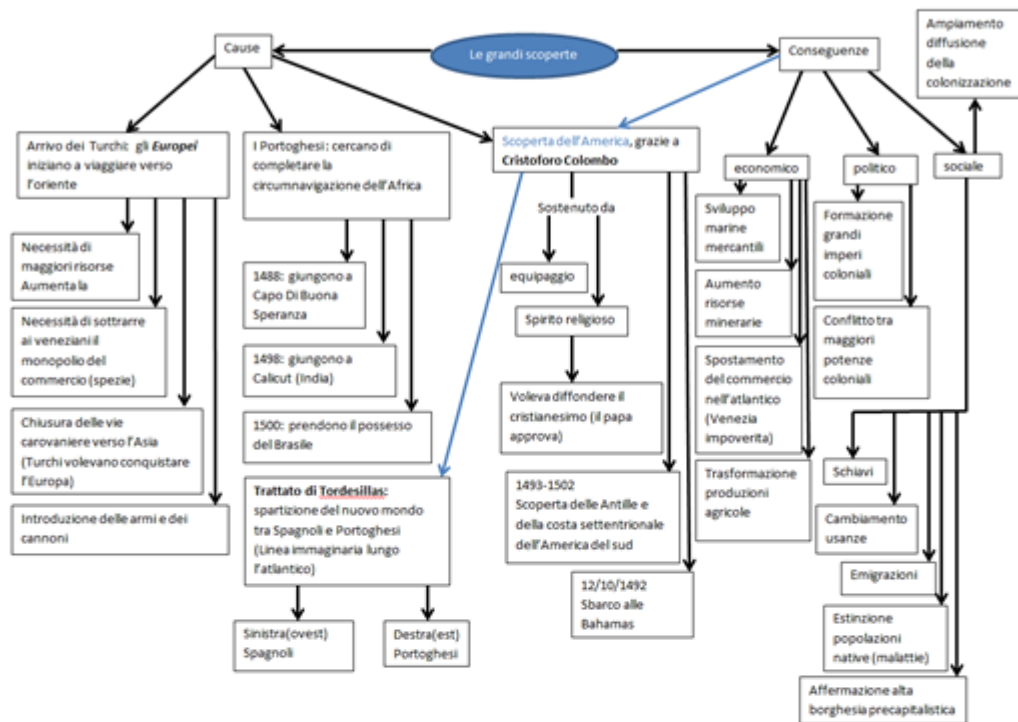 Le grandi scoperte
Cause
Arrivo dei Turchi: gli Europei
iniziano a viaggiare verso
l'oriente
Necessità di
maggiori risorse
Aumenta la
Necessità di sottrarre
ai veneziani il
monopolio del
commercio (spezie)
Chiusura delle vie
carovaniere verso l'Asia
(Turchi volevano conquistare
l'Europa)
Introduzione delle armi e dei
cannoni
I Portoghesi: cercano di
completare la
circumnavigazione dell'Africa
1488: giungono a
Capo Di Buona
Speranza
1498: giungono a
Calicut (India)
1500: prendono il possesso
del Brasile
Trattato di Tordesillas:
spartizione del nuovo mondo
tra Spagnoli e Portoghesi
(Linea immaginaria lungo
l'atlantico)
Sinistra(ovest)
Spagnoli
Destra(est)
Portoghesi
Scoperta dell'America, grazie a
Cristoforo Colombo
Sostenuto da
equipaggio
Spirito religioso
Voleva diffondere il
cristianesimo (il papa
approva)
1493-1502
Scoperta delle Antille e
della costa settentrionale
dell'America del sud
12/10/1492
Sbarco alle
Bahamas
Conseguenze
economico
Sviluppo
marine
mercantili
Aumento
risorse
minerarie
Spostamento
del commercio
nell'atlantico
(Venezia
impoverita)
Trasformazione
produzioni
agricole
politico
Formazione
grandi
imperi
coloniali
Conflitto tra
maggiori
potenze
coloniali
sociale
Ampiamento
diffusione
della
colonizzazione
Schiavi
Cambiamento
usanze
Emigrazioni
Estinzione
popolazioni
native (malattie)
Affermazione alta
borghesia precapitalistica